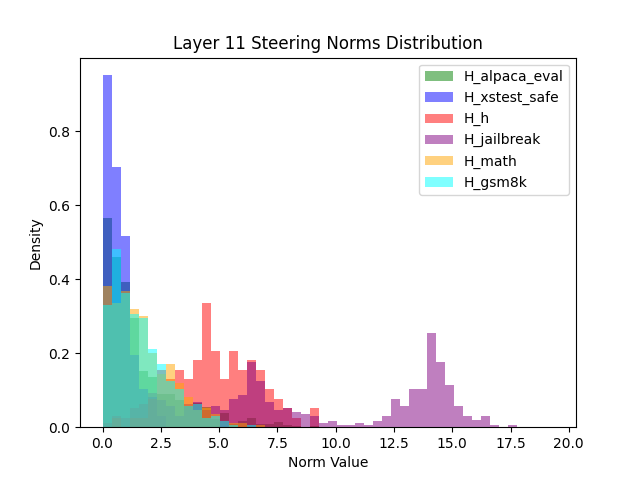 Layer 11 Steering Norms Distribution
H_alpaca_eval
H_xstest_safe
H_h
H_jailbreak
H_math
H_gsm8k
Density
0.8
0.6
0.4
0.2
0.0
0.0 2.5 5.0 7.5 10.0 12.5 15.0 17.5 20.0
Norm Value